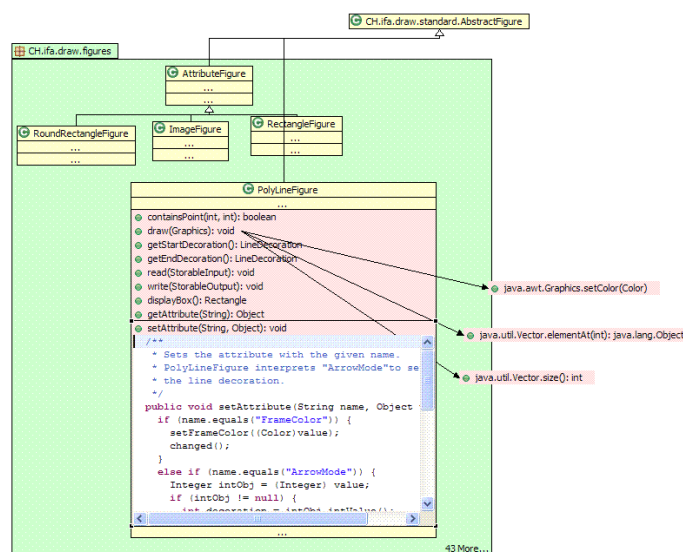 CH.ifa.draw.standard.AbstractFigure
CH.ifa.draw.figures
AttributeFigure
...
...
RoundRectangleFigure
...
...
ImageFigure
...
...
RectangleFigure
...
...
PolyLineFigure
...
containsPoint(int, int): boolean
draw(Graphics): void
getStartDecoration(): LineDecoration
getEndDecoration(): LineDecoration
read(StorableInput): void
write(StorableOutput): void
displayBox(): Rectangle
getAttribute(String): Object
setAttribute(String, Object): void
java.awt.Graphics.setColor(Color)
java.util.Vector.elementAt(int): java.lang.Object
java.util.Vector.size(): int
/**
* Sets the attribute with the given name.
* PolyLineFigure interprets "ArrowMode"to se
the line decoration.
*/
public void setAttribute(String name, Object
if (name.equals("FrameColor")) {
setFrameColor((Color)value);
changed();
}
else if (name.equals("ArrowMode")) {
Integer intObj = (Integer) value;
if (intObj != null) {
int decoration = intObj.intValue();
...
43 More...